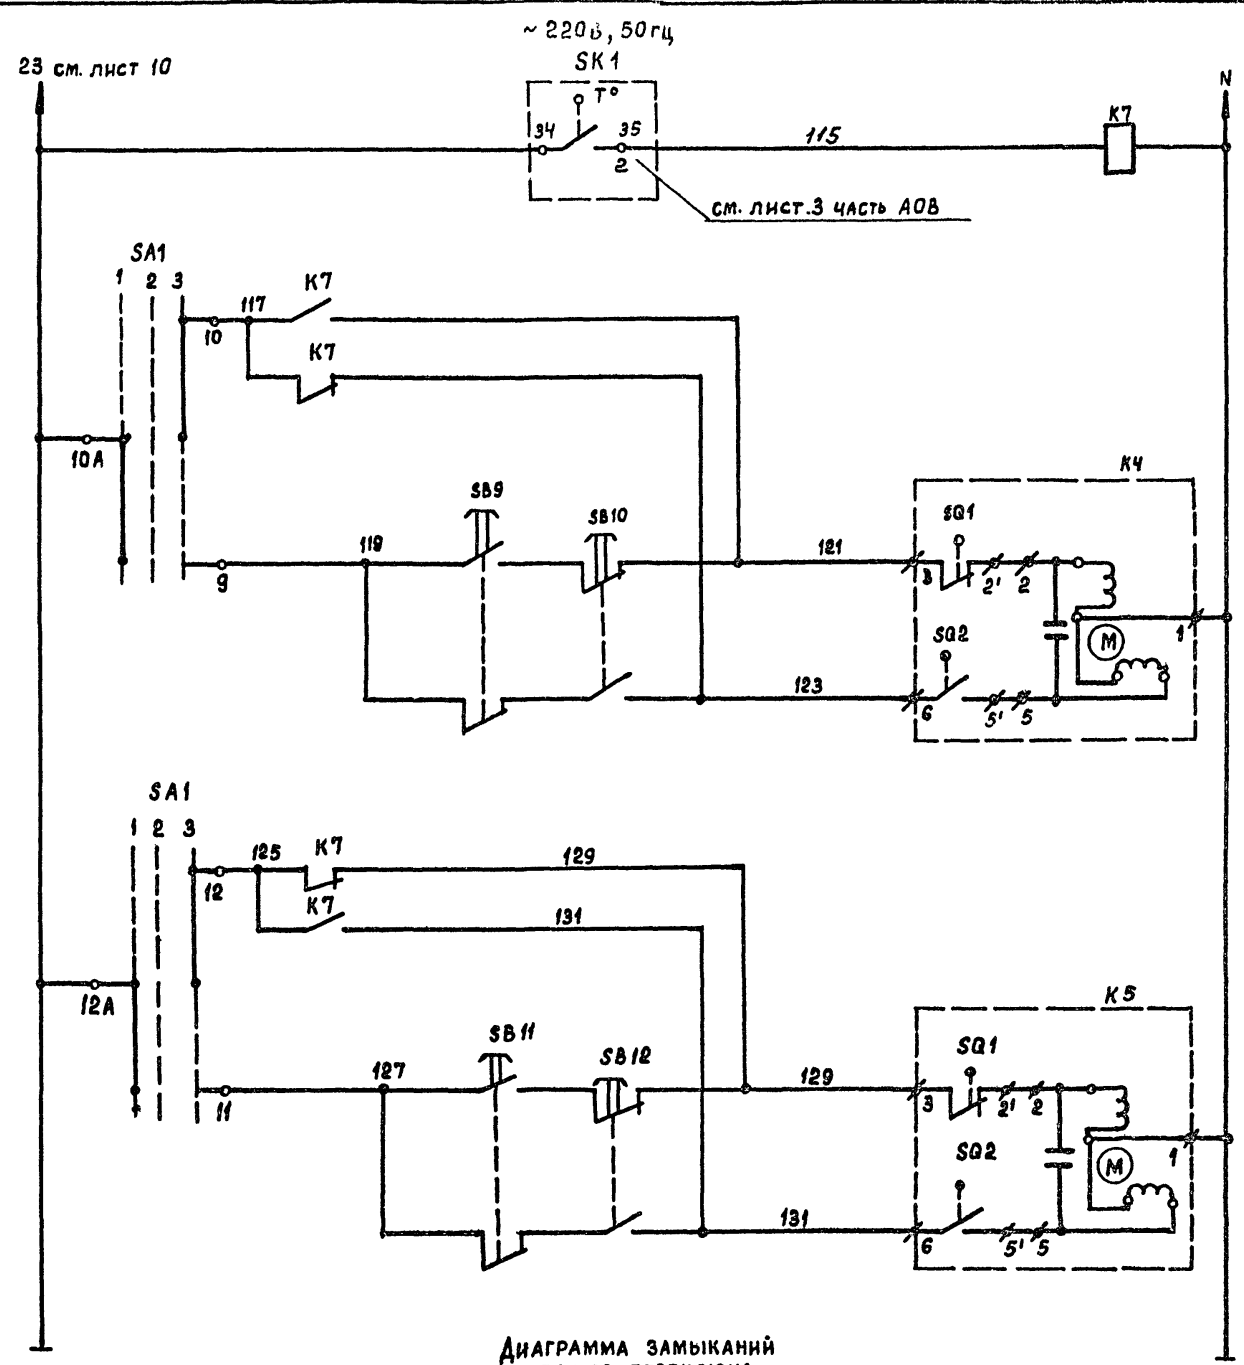 ~ 220в, 50гц
23 см. лист 10
SK1
N
T°
34
35
2
115
K7
см. лист.3 часть АОВ
SA1
1 2 3
10
117
K7
K7
10А
SB9
SB10
119
9
121
123
K4
SQ1
3
2'
2
SQ2
M
1
6
5'
5
SA1
1 2 3
12
125
K7
129
K7
131
12А
SB11
SB12
127
11
129
131
K5
SQ1
3
2'
2
SQ2
M
1
6
5'
5
Диаграмма замыканий